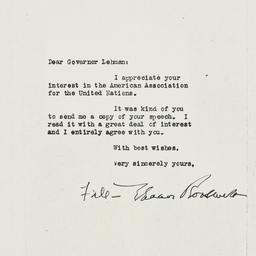 Dear Governor Lehman:
I appreciate your
interest in the American Association
for the United Nations.
It was kind of you
to send me a copy of your speech. I
read it with a great deal of interest
and I entirely agree with you.
With best wishes,
Very sincerely yours,
File— Eleanor Roosevelt